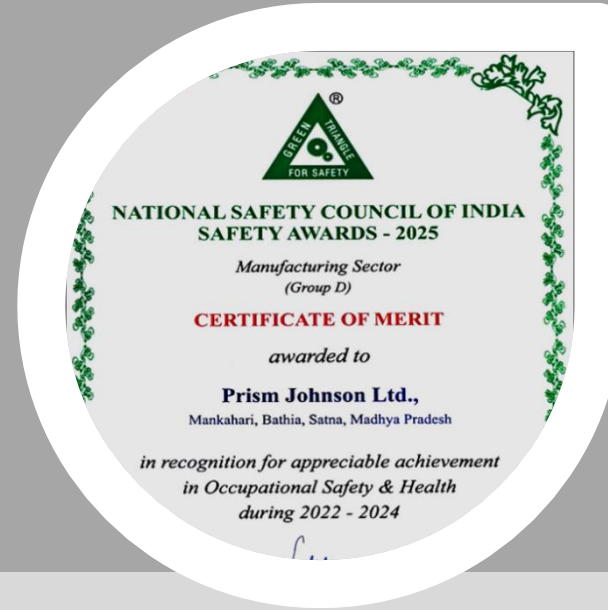 ®
GREEN TRIANGLE
FOR SAFETY
NATIONAL SAFETY COUNCIL OF INDIA
SAFETY AWARDS - 2025
Manufacturing Sector
(Group D)
CERTIFICATE OF MERIT
awarded to
Prism Johnson Ltd.,
Mankahari, Bathia, Satna, Madhya Pradesh
in recognition for appreciable achievement
in Occupational Safety & Health
during 2022 - 2024